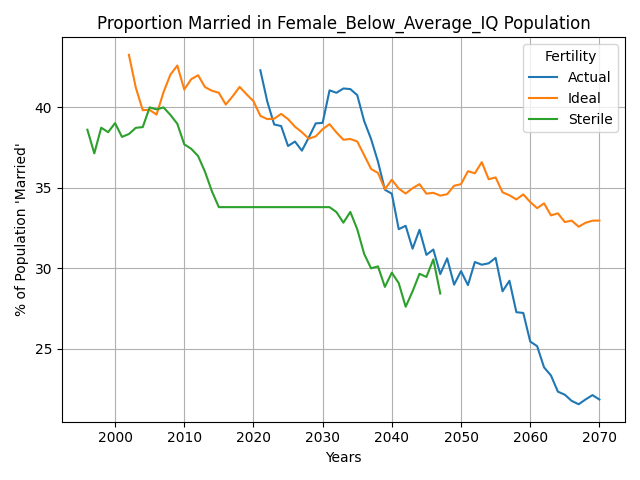 Proportion Married in Female_Below_Average_IQ Population
Fertility
Actual
Ideal
Sterile
% of Population 'Married'
40
35
30
25
2000
2010
2020
2030
2040
2050
2060
2070
Years